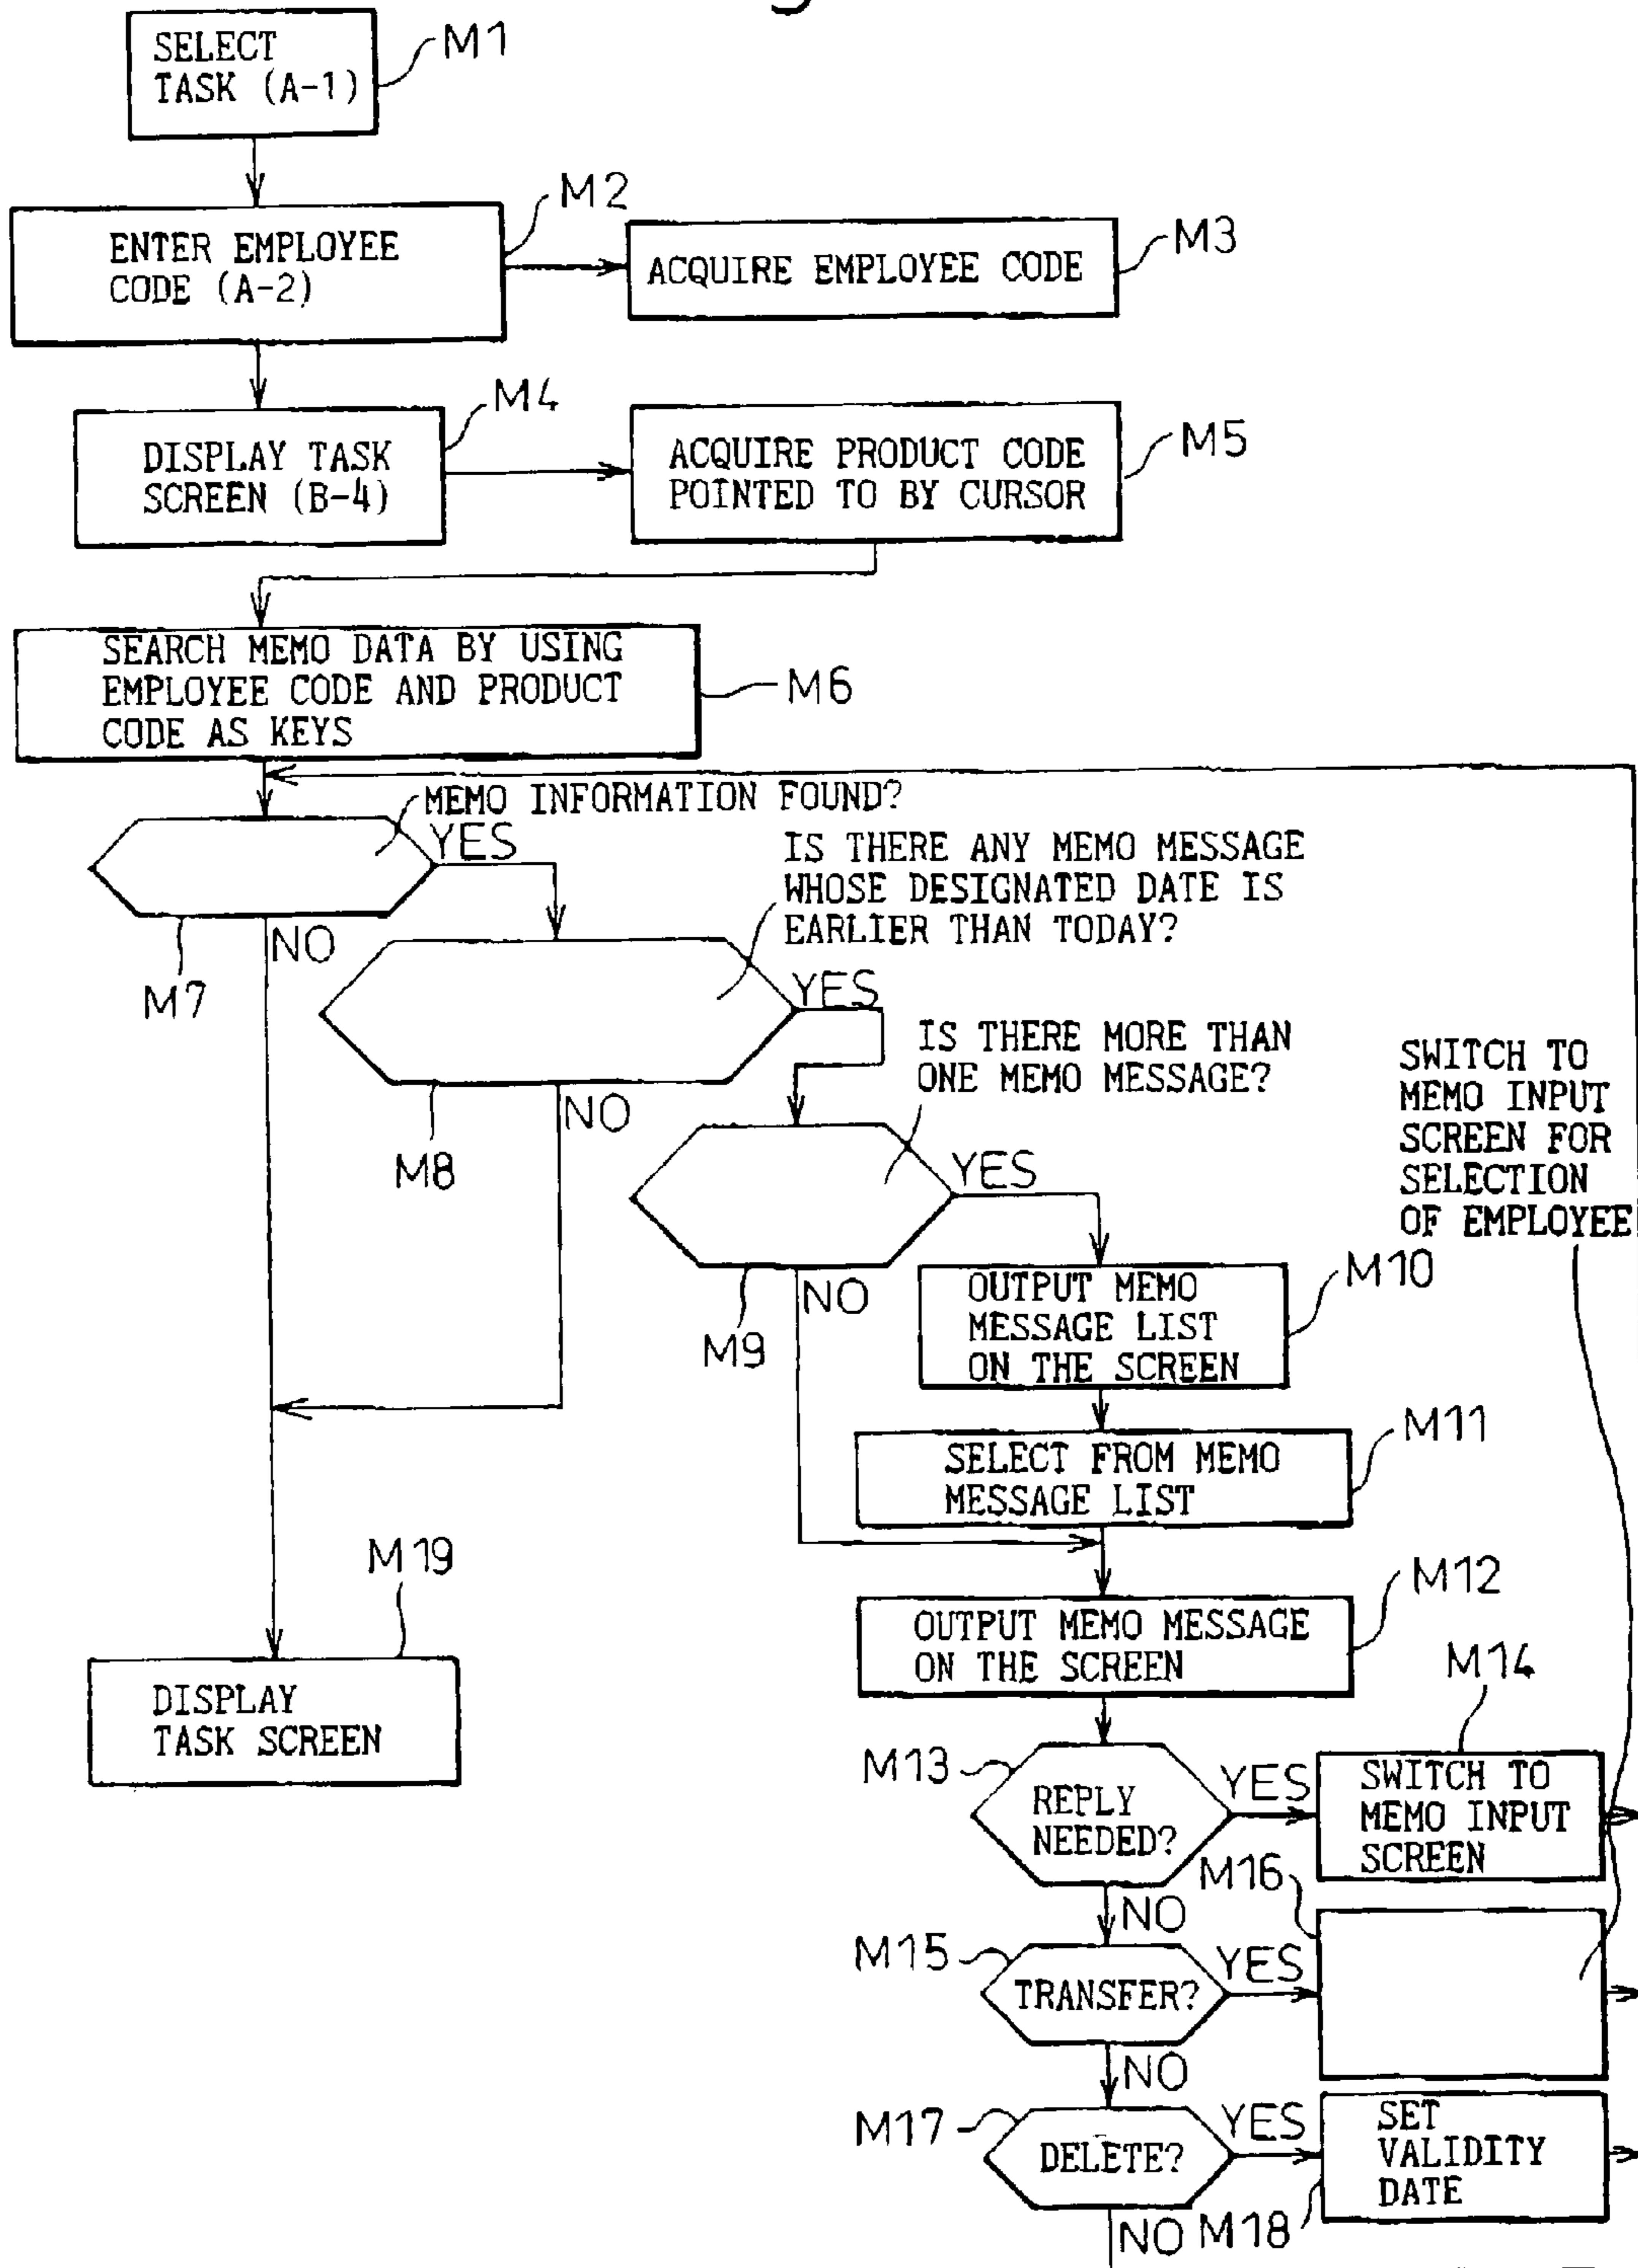 SELECT
TASK (A-1)
M1
ENTER EMPLOYEE
CODE (A-2)
M2
ACQUIRE EMPLOYEE CODE
M3
DISPLAY TASK
SCREEN (B-4)
M4
ACQUIRE PRODUCT CODE
POINTED TO BY CURSOR
M5
SEARCH MEMO DATA BY USING
EMPLOYEE CODE AND PRODUCT
CODE AS KEYS
M6
MEMO INFORMATION FOUND?
YES
NO
M7
IS THERE ANY MEMO MESSAGE
WHOSE DESIGNATED DATE IS
EARLIER THAN TODAY?
YES
NO
M8
IS THERE MORE THAN
ONE MEMO MESSAGE?
YES
NO
M9
SWITCH TO
MEMO INPUT
SCREEN FOR
SELECTION
OF EMPLOYEE
OUTPUT MEMO
MESSAGE LIST
ON THE SCREEN
M10
SELECT FROM MEMO
MESSAGE LIST
M11
OUTPUT MEMO MESSAGE
ON THE SCREEN
M12
M19
DISPLAY
TASK SCREEN
M13
REPLY
NEEDED?
YES
NO
M14
SWITCH TO
MEMO INPUT
SCREEN
M15
TRANSFER?
YES
NO
M16
M17
DELETE?
YES
NO
M18
SET
VALIDITY
DATE